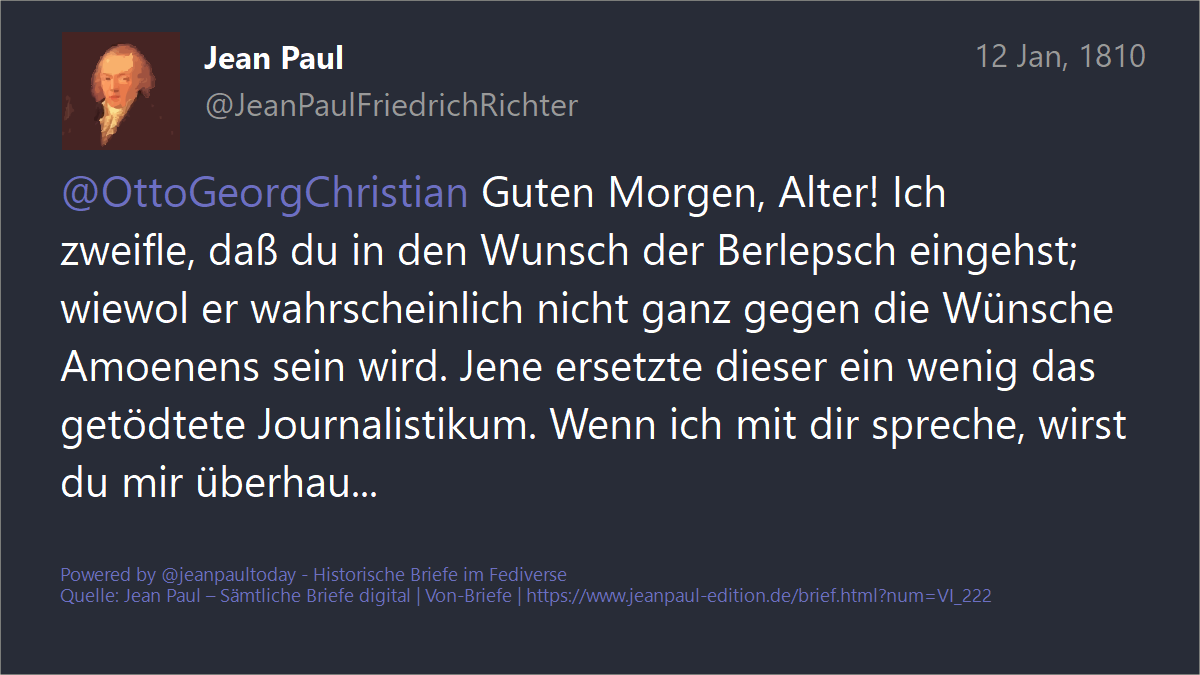 Jean Paul
12 Jan, 1810
@JeanPaulFriedrichRichter
@OttoGeorgChristian Guten Morgen, Alter! Ich
zweifle, daß du in den Wunsch der Berlepsch eingehst;
wiewol er wahrscheinlich nicht ganz gegen die Wünsche
Amoenens sein wird. Jene ersetzte dieser ein wenig das
getödtete Journalistikum. Wenn ich mit dir spreche, wirst
du mir überhau...
Powered by @jeanpaultoday - Historische Briefe im Fediverse
Quelle: Jean Paul – Sämtliche Briefe digital | Von-Briefe | https://www.jeanpaul-edition.de/brief.html?num=VI_222